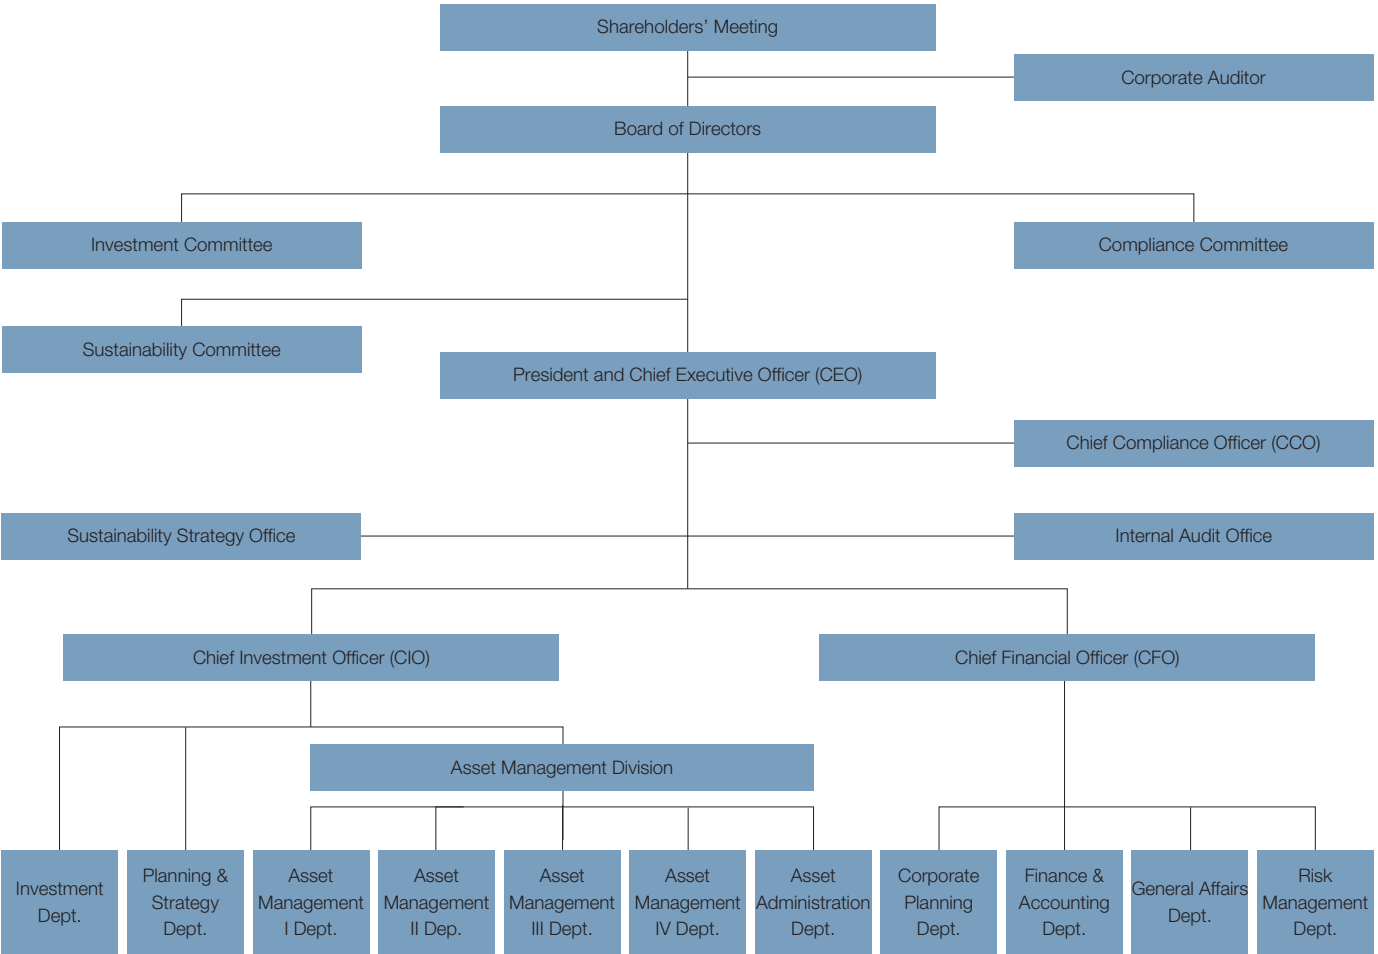 Shareholders’ Meeting
Corporate Auditor
Board of Directors
Investment Committee
Compliance Committee
Sustainability Committee
President and Chief Executive Officer (CEO)
Chief Compliance Officer (CCO)
Sustainability Strategy Office
Internal Audit Office
Chief Investment Officer (CIO)
Chief Financial Officer (CFO)
Asset Management Division
Investment
Dept.
Planning &
Strategy
Dept.
Asset
Management
I Dept.
Asset
Management
II Dep.
Asset
Management
III Dept.
Asset
Management
IV Dept.
Asset
Administration
Dept.
Corporate
Planning
Dept.
Finance &
Accounting
Dept.
General Affairs
Dept.
Risk
Management
Dept.